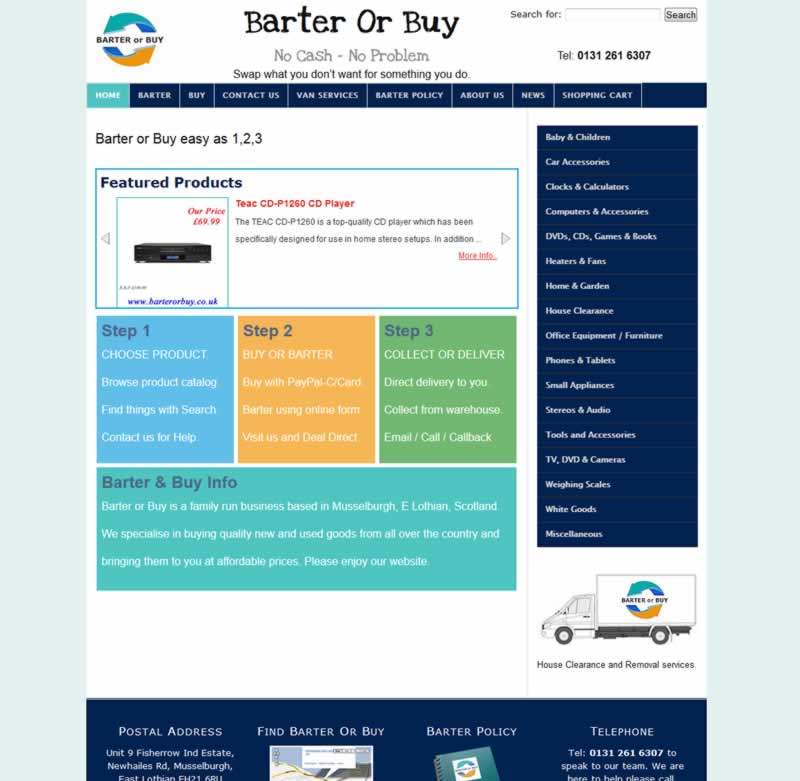 BARTER or BUY
Barter Or Buy
No Cash - No Problem
Swap what you don't want for something you do.
Search for:
Search
Tel: 0131 261 6307
HOME
BARTER
BUY
CONTACT US
VAN SERVICES
BARTER POLICY
ABOUT US
NEWS
SHOPPING CART
Barter or Buy easy as 1,2,3
Featured Products
Our Price
£69.99
www.barterorbuy.co.uk
Teac CD-P1260 CD Player
The TEAC CD-P1260 is a top-quality CD player which has been
specifically designed for use in home stereo setups. In addition ...
More Info..
Step 1
CHOOSE PRODUCT
Browse product catalog.
Find things with Search.
Contact us for Help.
Step 2
BUY OR BARTER
Buy with PayPal-C/Card.
Barter using online form
Visit us and Deal Direct
Step 3
COLLECT OR DELIVER
Direct delivery to you.
Collect from warehouse.
Email / Call / Callback
Barter & Buy Info
Barter or Buy is a family run business based in Musselburgh, E Lothian, Scotland.
We specialise in buying quality new and used goods from all over the country and
bringing them to you at affordable prices. Please enjoy our website.
Baby & Children
Car Accessories
Clocks & Calculators
Computers & Accessories
DVDs, CDs, Games & Books
Heaters & Fans
Home & Garden
House Clearance
Office Equipment / Furniture
Phones & Tablets
Small Appliances
Stereos & Audio
Tools and Accessories
TV, DVD & Cameras
Weighing Scales
White Goods
Miscellaneous
BARTER or BUY
House Clearance and Removal services.
Postal Address
Unit 9 Fisherrow Ind Estate,
Newhailes Rd, Musselburgh,
East Lothian EH21 6RU
Find Barter Or Buy
Barter Policy
Telephone
Tel: 0131 261 6307 to
speak to our team. We are
here to help please call